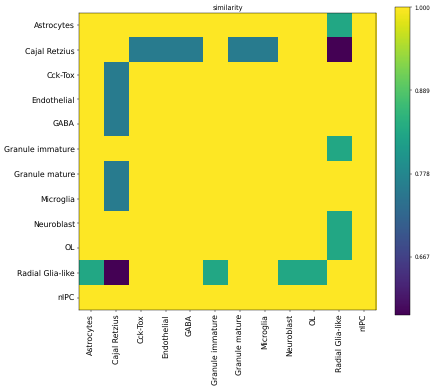 similarity
Astrocytes
Cajal Retzius
Cck-Tox
Endothelial
GABA
Granule immature
Granule mature
Microglia
Neuroblast
OL
Radial Glia-like
nIPC
Astrocytes
Cajal Retzius
Cck-Tox
Endothelial
GABA
Granule immature
Granule mature
Microglia
Neuroblast
OL
Radial Glia-like
nIPC
1.000
0.889
0.778
0.667